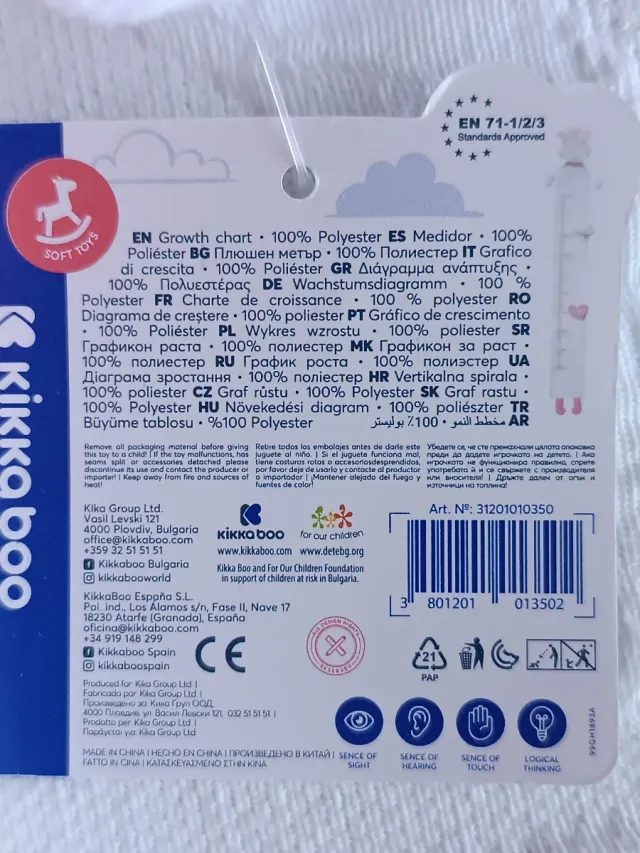 EN 71-1/2/3
Standards Approved
SOFT TOYS
EN Growth chart • 100% Polyester ES Medidor • 100%
Poliéster BG Плюшен метър • 100% Полиестер IT Grafico
di crescita • 100% Poliéster GR Διάγραμμα ανάπτυξης •
100% Πολυεστέρας DE Wachstumsdiagramm • 100 %
Polyester FR Charte de croissance • 100 % polyester RO
Diagrama de creștere • 100% poliester PT Gráfico de crescimento
• 100% Poliéster PL Wykres wzrostu • 100% poliester SR
Графикон раста • 100% полиестер MK Графикон за раст •
100% полиестер RU График роста • 100% полиэстер UA
Діаграма зростання • 100% поліестер HR Vertikalna spirala •
100% poliester CZ Graf růstu • 100% Polyester SK Graf rastu •
100% Polyester HU Növekedési diagram • 100% poliészter TR
Büyüme tablosu • %100 Polyester مخطط النمو • 100٪ بوليستر AR
Remove all packaging material before giving
this toy to a child! | If the toy malfunctions, has
seams split or accessories detached please
discontinue its use and contact the producer or
importer! | Keep away from fire and sources of
heat!
Retire todos los embalajes antes de darle este
juguete al niño. | Si el juguete funciona mal,
tiene costuras rotas o accesoriosdesprendidos,
por favor deje de usarlo y contacte al productor
o importador | ¡Mantener alejado del fuego y
fuentes de calor!
Уверете се, че сте премахнали цялата опаковка
преди да дадете играчката на детето. | Ако
играчката не функционира правилно, спрете
употребата ѝ и се свържете с производителя
или вносителя! | Дръжте далеч от огън и
източници на топлина!
kikka boo
Kika Group Ltd.
Vasil Levski 121
4000 Plovdiv, Bulgaria
office@kikkaboo.com
+359 32 51 51 51
Kikkaboo Bulgaria
kikkabooworld
kikka boo
www.kikkaboo.com
for our children
www.detebg.org
Kikka Boo and For Our Children Foundation
in support of children at risk in Bulgaria.
Art. №: 31201010350
3 801201 013502
KikkaBoo España S.L.
Pol. ind., Los Álamos s/n, Fase II, Nave 17
18230 Atarfe (Granada), España
oficina@kikkaboo.com
+34 919 148 299
Kikkaboo Spain
kikkaboospain
CE
ALL DESIGN RIGHTS
RESERVED
21
PAP
Produced for: Kika Group Ltd |
Fabricado por: Kika Group Ltd. |
Произведено за: Кика Груп ООД,
4000 Пловдив, ул. Васил Левски 121, 032 51 51 51 |
Prodotto per: Kika Group Ltd |
Παράγεται για: Kika Group Ltd
MADE IN CHINA | HECHO EN CHINA | ПРОИЗВЕДЕНО В КИТАЙ |
FATTO IN CINA | ΚΑΤΑΣΚΕΥΑΣΜΕΝΟ ΣΤΗΝ ΚΙΝΑ
SENCE OF
SIGHT
SENCE OF
HEARING
SENCE OF
TOUCH
LOGICAL
THINKING